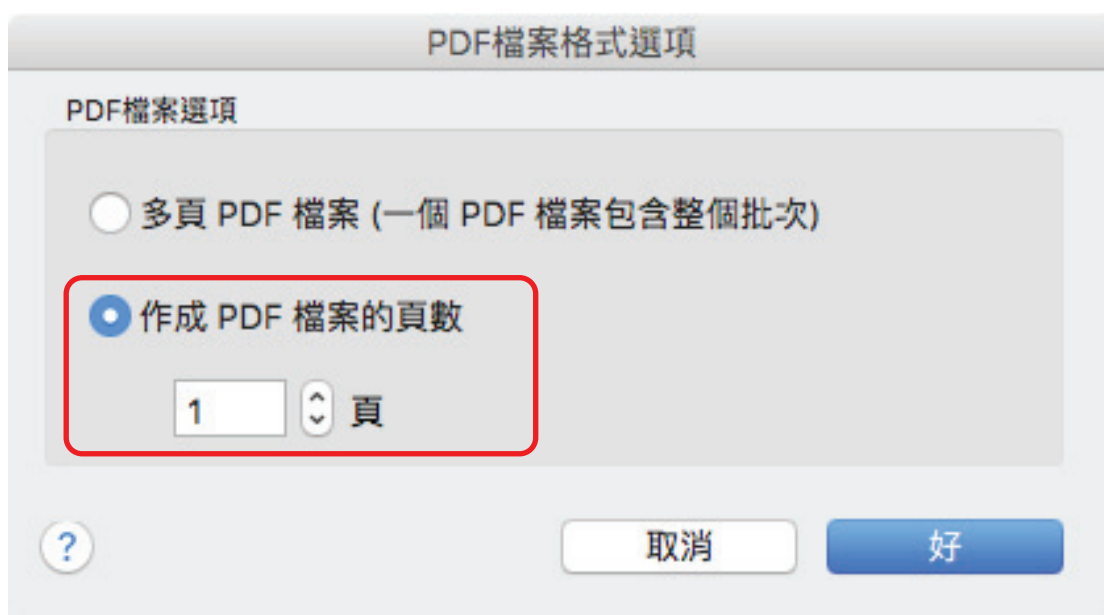 PDF檔案格式選項
PDF檔案選項
多頁 PDF 檔案 (一個 PDF 檔案包含整個批次)
作成 PDF 檔案的頁數
1 頁
? 取消 好